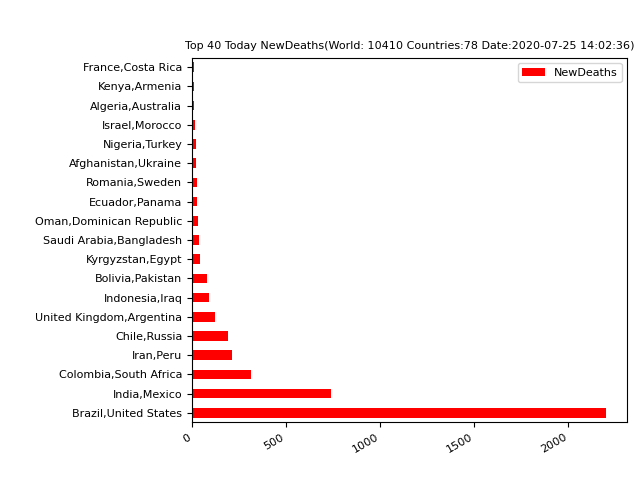 Top 40 Today NewDeaths(World: 10410 Countries:78 Date:2020-07-25 14:02:36)
NewDeaths
France,Costa Rica
Kenya,Armenia
Algeria,Australia
Israel,Morocco
Nigeria,Turkey
Afghanistan,Ukraine
Romania,Sweden
Ecuador,Panama
Oman,Dominican Republic
Saudi Arabia,Bangladesh
Kyrgyzstan,Egypt
Bolivia,Pakistan
Indonesia,Iraq
United Kingdom,Argentina
Chile,Russia
Iran,Peru
Colombia,South Africa
India,Mexico
Brazil,United States
0 500 1000 1500 2000